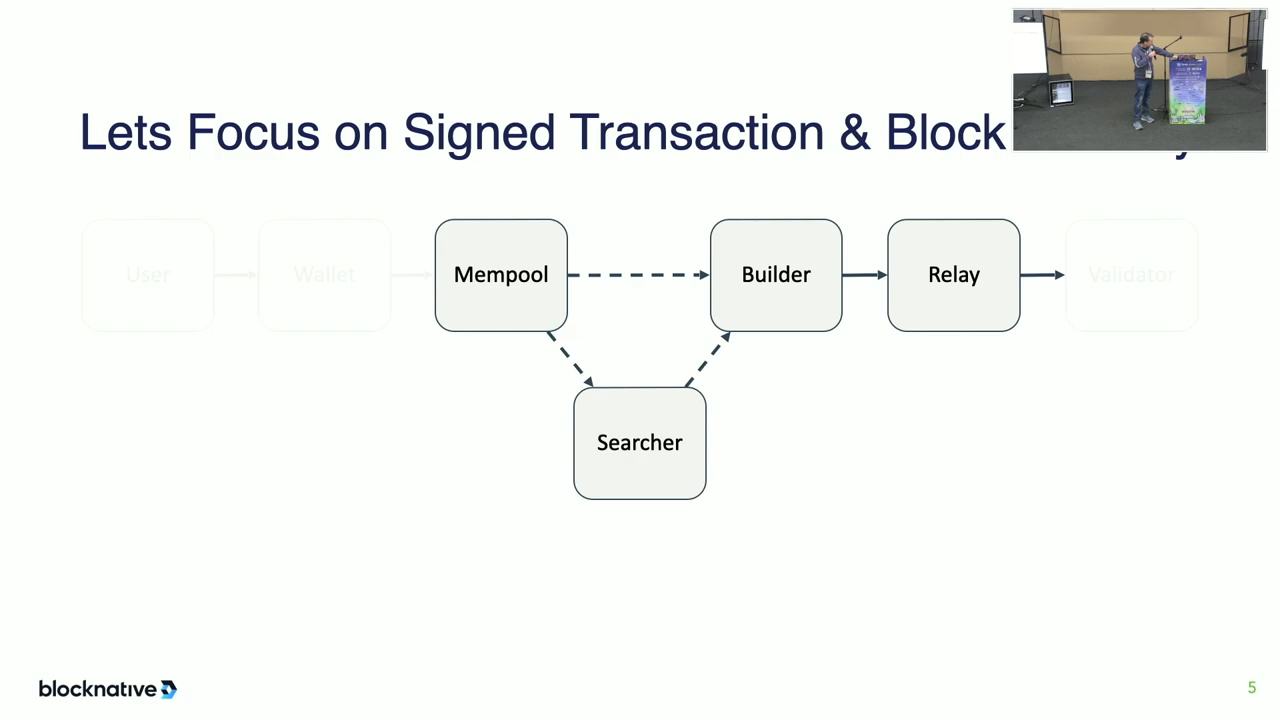 Lets Focus on Signed Transaction & Block
User
Wallet
Mempool
Builder
Relay
Validator
Searcher
blocknative
5